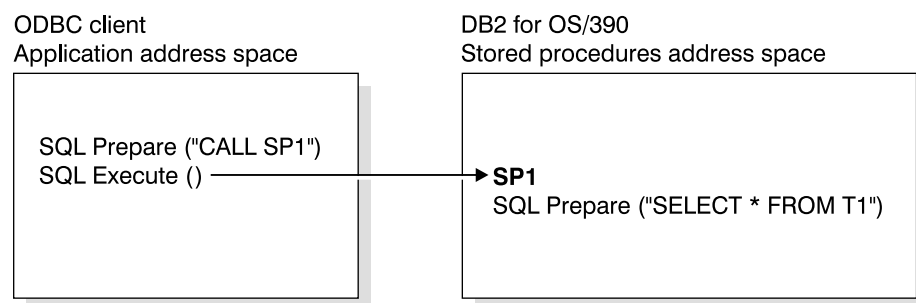 ODBC client
Application address space
SQL Prepare ("CALL SP1")
SQL Execute ()
DB2 for OS/390
Stored procedures address space
SP1
SQL Prepare ("SELECT * FROM T1")